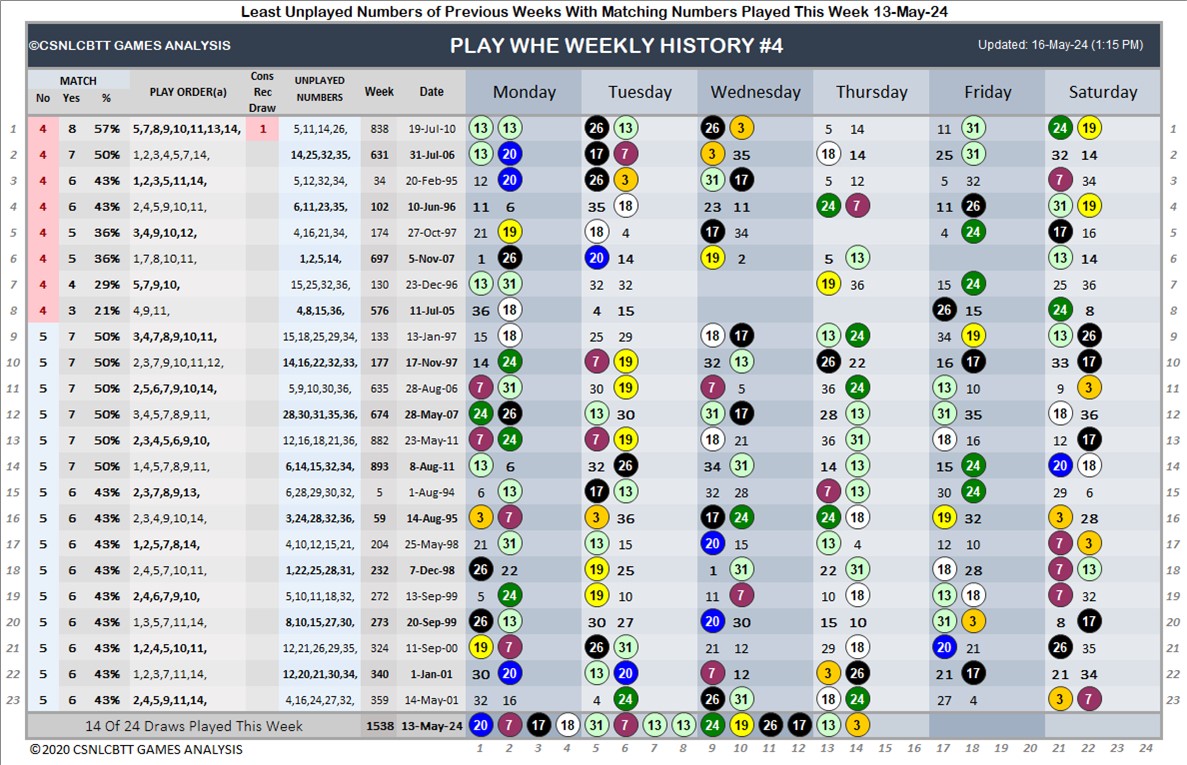 Least Unplayed Numbers of Previous Weeks With Matching Numbers Played This Week 13-May-24
©CSNLCBTT GAMES ANALYSIS PLAY WHE WEEKLY HISTORY #4 Updated: 16-May-24 (1:15 PM)
MATCH Cons
No Yes % PLAY ORDER(a) Rec UNPLAYED NUMBERS Week Date Monday Tuesday Wednesday Thursday Friday Saturday
Draw
1 4 8 57% 5,7,8,9,10,11,13,14, 1 5,11,14,26, 838 19-Jul-10 13 13 26 13 26 3 5 14 11 31 24 19 1
2 4 7 50% 1,2,3,4,5,7,14, 14,25,32,35, 631 31-Jul-06 13 20 17 7 3 35 18 14 25 31 32 14 2
3 4 6 43% 1,2,3,5,11,14, 5,12,32,34, 34 20-Feb-95 12 20 26 3 31 17 5 12 5 32 7 34 3
4 4 6 43% 2,4,5,9,10,11, 6,11,23,35, 102 10-Jun-96 11 6 35 18 23 11 24 7 11 26 31 19 4
5 4 5 36% 3,4,9,10,12, 4,16,21,34, 174 27-Oct-97 21 19 18 4 17 34 4 24 17 16 5
6 4 5 36% 1,7,8,10,11, 1,2,5,14, 697 5-Nov-07 1 26 20 14 19 2 5 13 13 14 6
7 4 4 29% 5,7,9,10, 15,25,32,36, 130 23-Dec-96 13 31 32 32 19 36 15 24 25 36 7
8 4 3 21% 4,9,11, 4,8,15,36, 576 11-Jul-05 36 18 4 15 26 15 24 8 8
9 5 7 50% 3,4,7,8,9,10,11, 15,18,25,29,34, 133 13-Jan-97 15 18 25 29 18 17 13 24 34 19 13 26 9
10 5 7 50% 2,3,7,9,10,11,12, 14,16,22,32,33, 177 17-Nov-97 14 24 7 19 32 13 26 22 16 17 33 17 10
11 5 7 50% 2,5,6,7,9,10,14, 5,9,10,30,36, 635 28-Aug-06 7 31 30 19 7 5 36 24 13 10 9 3 11
12 5 7 50% 3,4,5,7,8,9,11, 28,30,31,35,36, 674 28-May-07 24 26 13 30 31 17 28 13 31 35 18 36 12
13 5 7 50% 2,3,4,5,6,9,10, 12,16,18,21,36, 882 23-May-11 7 24 7 19 18 21 36 31 18 16 12 17 13
14 5 7 50% 1,4,5,7,8,9,11, 6,14,15,32,34, 893 8-Aug-11 13 6 32 26 34 31 14 13 15 24 20 18 14
15 5 6 43% 2,3,7,8,9,13, 6,28,29,30,32, 5 1-Aug-94 6 13 17 13 32 28 7 13 30 24 29 6 15
16 5 6 43% 2,3,4,9,10,14, 3,24,28,32,36, 59 14-Aug-95 3 7 3 36 17 24 24 18 19 32 3 28 16
17 5 6 43% 1,2,5,7,8,14, 4,10,12,15,21, 204 25-May-98 21 31 13 15 20 15 13 4 12 10 7 3 17
18 5 6 43% 2,4,5,7,10,11, 1,22,25,28,31, 232 7-Dec-98 26 22 19 25 1 31 22 31 18 28 7 13 18
19 5 6 43% 2,4,6,7,9,10, 5,10,11,18,32, 272 13-Sep-99 5 24 19 10 11 7 10 18 13 18 7 32 19
20 5 6 43% 1,3,5,7,11,14, 8,10,15,27,30, 273 20-Sep-99 26 13 30 27 20 30 15 10 31 3 8 17 20
21 5 6 43% 1,2,4,5,10,11, 12,21,26,29,35, 324 11-Sep-00 19 7 26 31 21 12 29 18 20 21 26 35 21
22 5 6 43% 1,2,3,7,11,14, 12,20,21,30,34, 340 1-Jan-01 30 20 13 20 7 12 3 26 21 17 21 34 22
23 5 6 43% 2,4,5,9,11,14, 4,16,24,27,32, 359 14-May-01 32 16 4 24 26 31 18 24 27 4 3 7 23
14 Of 24 Draws Played This Week 1538 13-May-24 20 7 17 18 31 7 13 13 24 19 26 17 13 3
© 2020 CSNLCBTT GAMES ANALYSIS 1 2 3 4 5 6 7 8 9 10 11 12 13 14 15 16 17 18 19 20 21 22 23 24